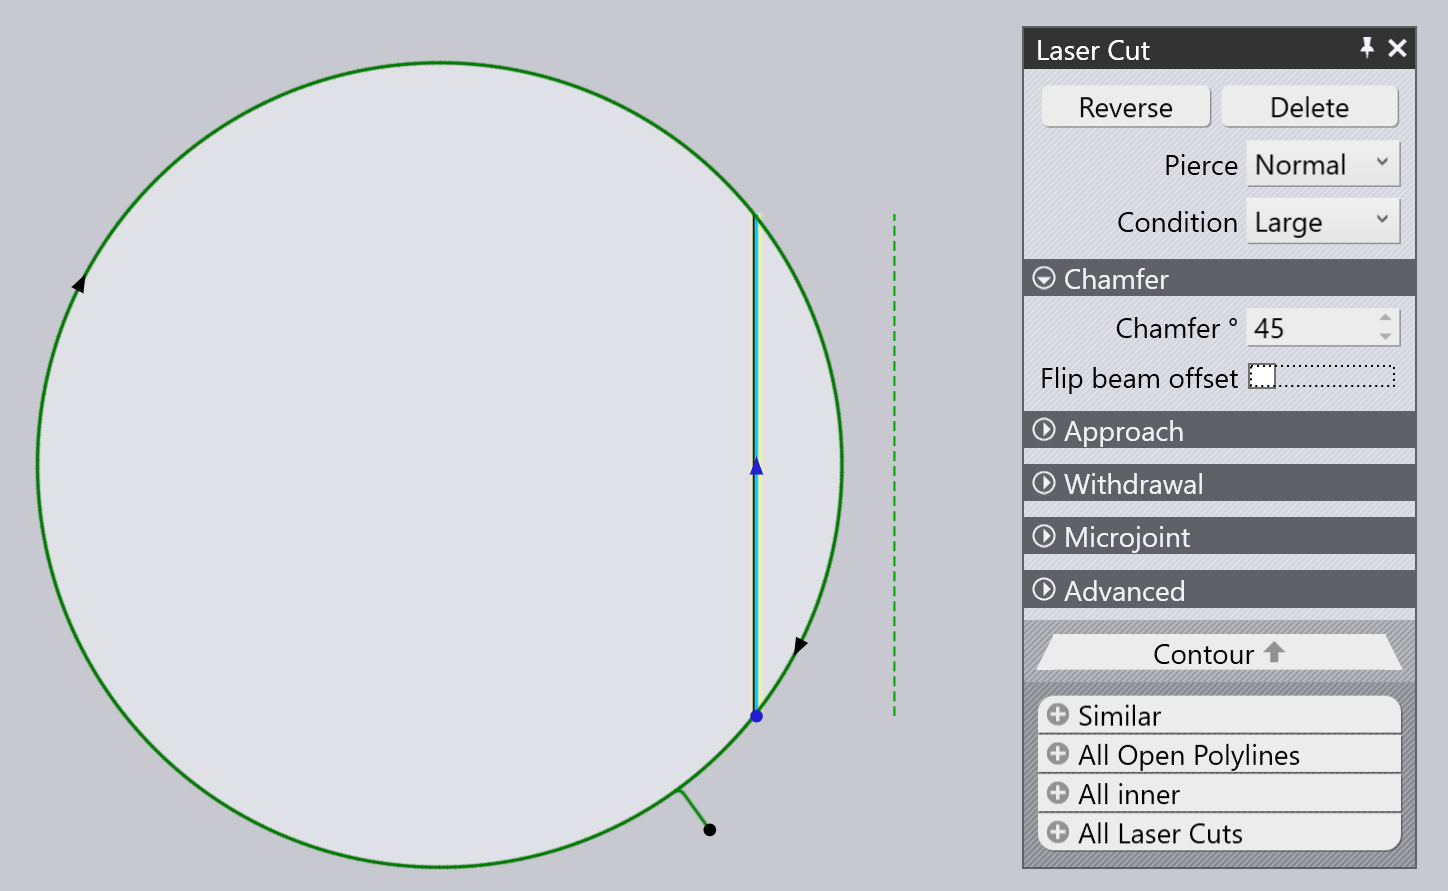 Laser Cut
Reverse Delete
Pierce Normal
Condition Large
Chamfer
Chamfer ° 45
Flip beam offset
Approach
Withdrawal
Microjoint
Advanced
Contour
Similar
All Open Polylines
All inner
All Laser Cuts